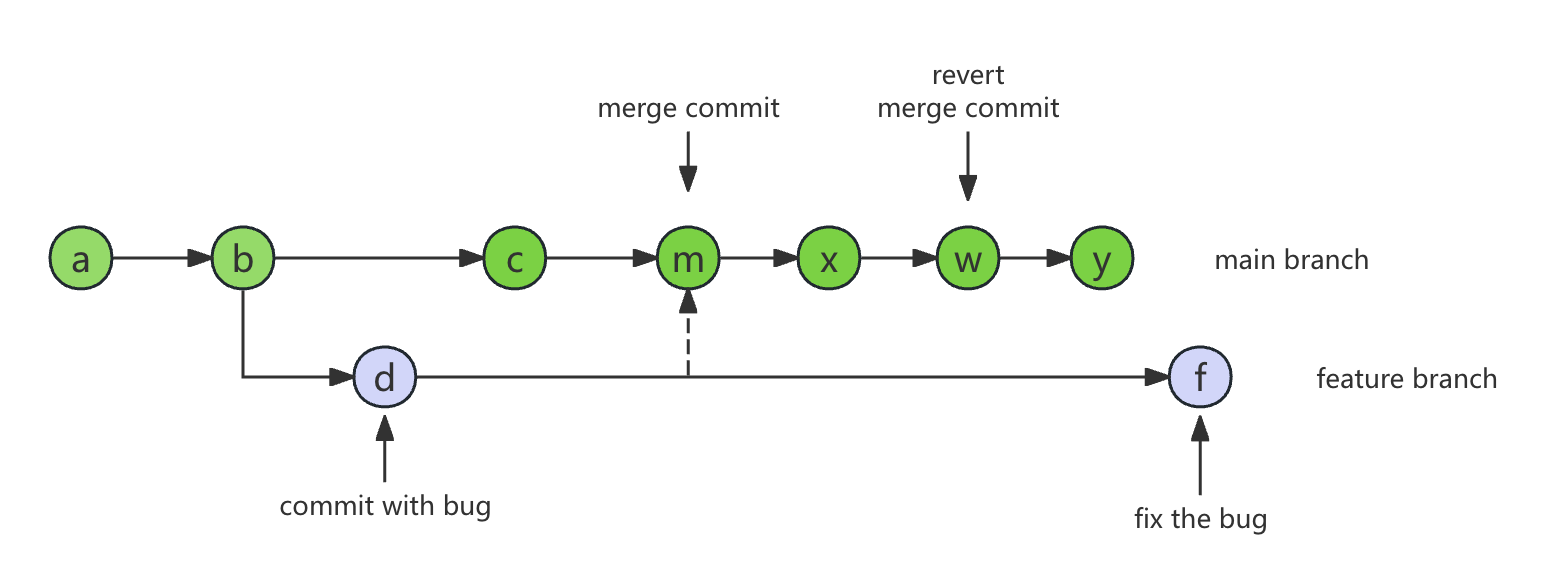 revert
merge commit
merge commit
a
b
c
m
x
w
y
main branch
d
f
feature branch
commit with bug
fix the bug